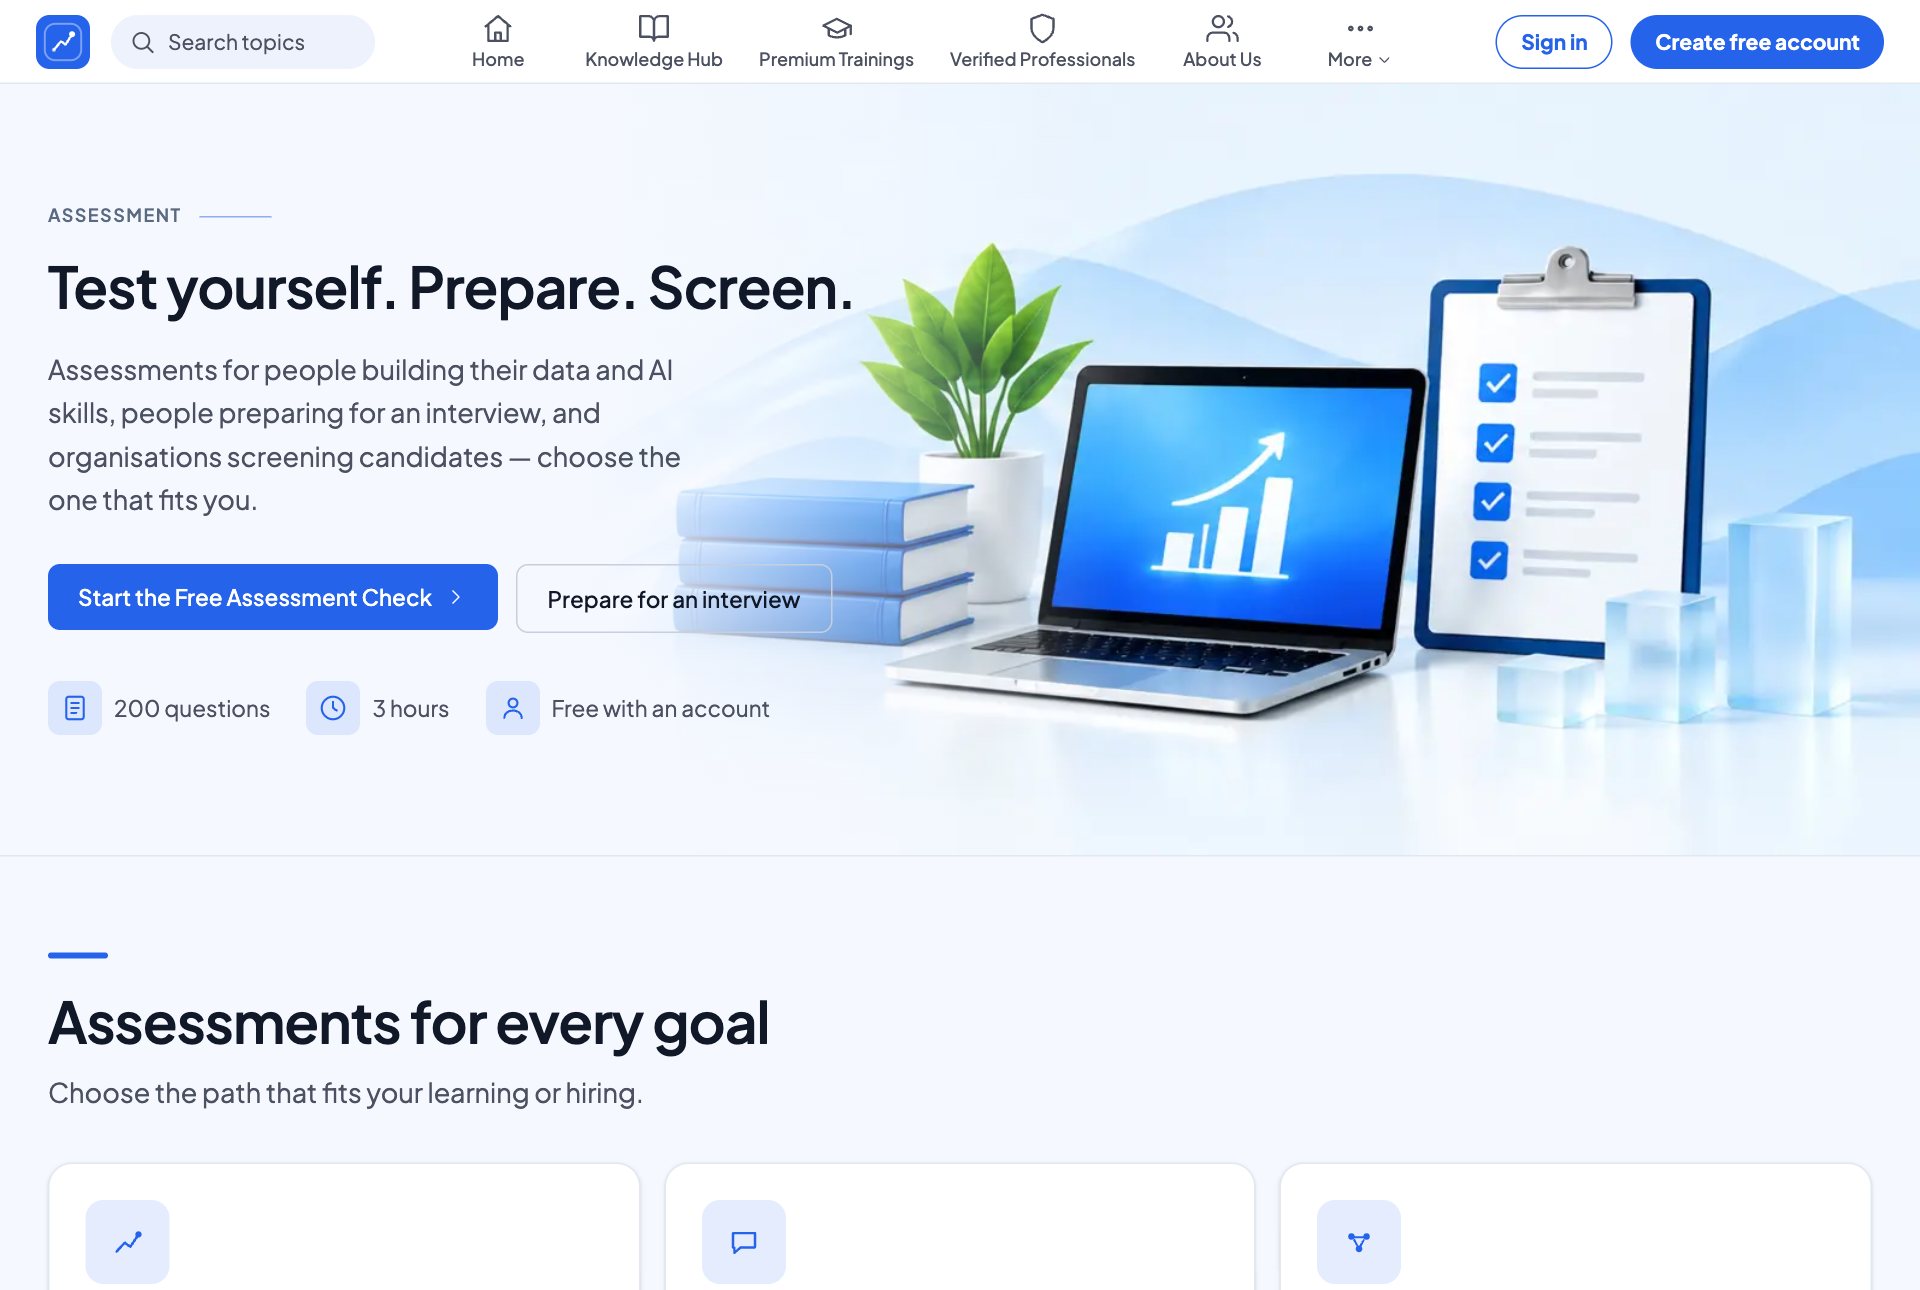 Search topics
Home
Knowledge Hub
Premium Trainings
Verified Professionals
About Us
More
Sign in
Create free account
ASSESSMENT
Test yourself. Prepare. Screen.
Assessments for people building their data and AI
skills, people preparing for an interview, and
organisations screening candidates — choose the
one that fits you.
Start the Free Assessment Check
Prepare for an interview
200 questions
3 hours
Free with an account
Assessments for every goal
Choose the path that fits your learning or hiring.